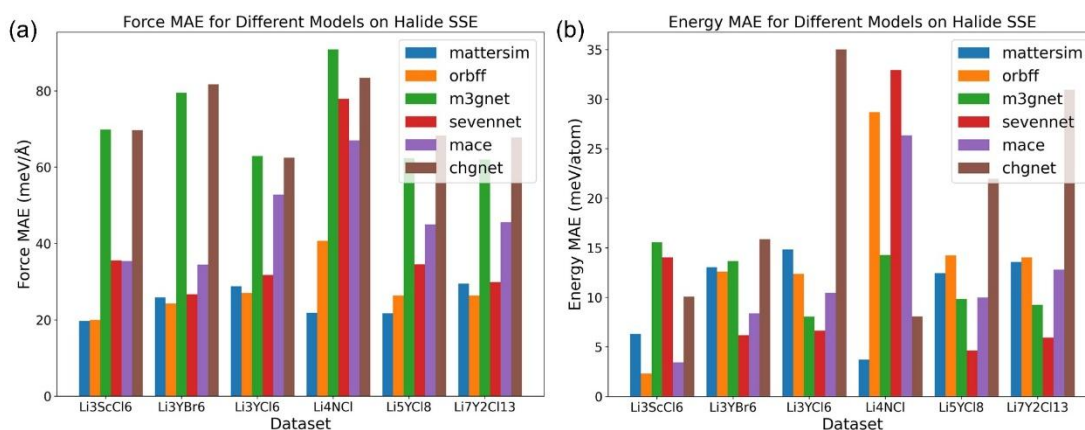 (a)
Force MAE for Different Models on Halide SSE
Force MAE (meV/Å)
80
60
40
20
0
mattersim
orbff
m3gnet
sevennet
mace
chgnet
Li3ScCl6 Li3YBr6 Li3YCl6 Li4NCl Li5YCl8 Li7Y2Cl13
Dataset
(b)
Energy MAE for Different Models on Halide SSE
Energy MAE (meV/atom)
35
30
25
20
15
10
5
0
mattersim
orbff
m3gnet
sevennet
mace
chgnet
Li3ScCl6 Li3YBr6 Li3YCl6 Li4NCl Li5YCl8 Li7Y2Cl13
Dataset